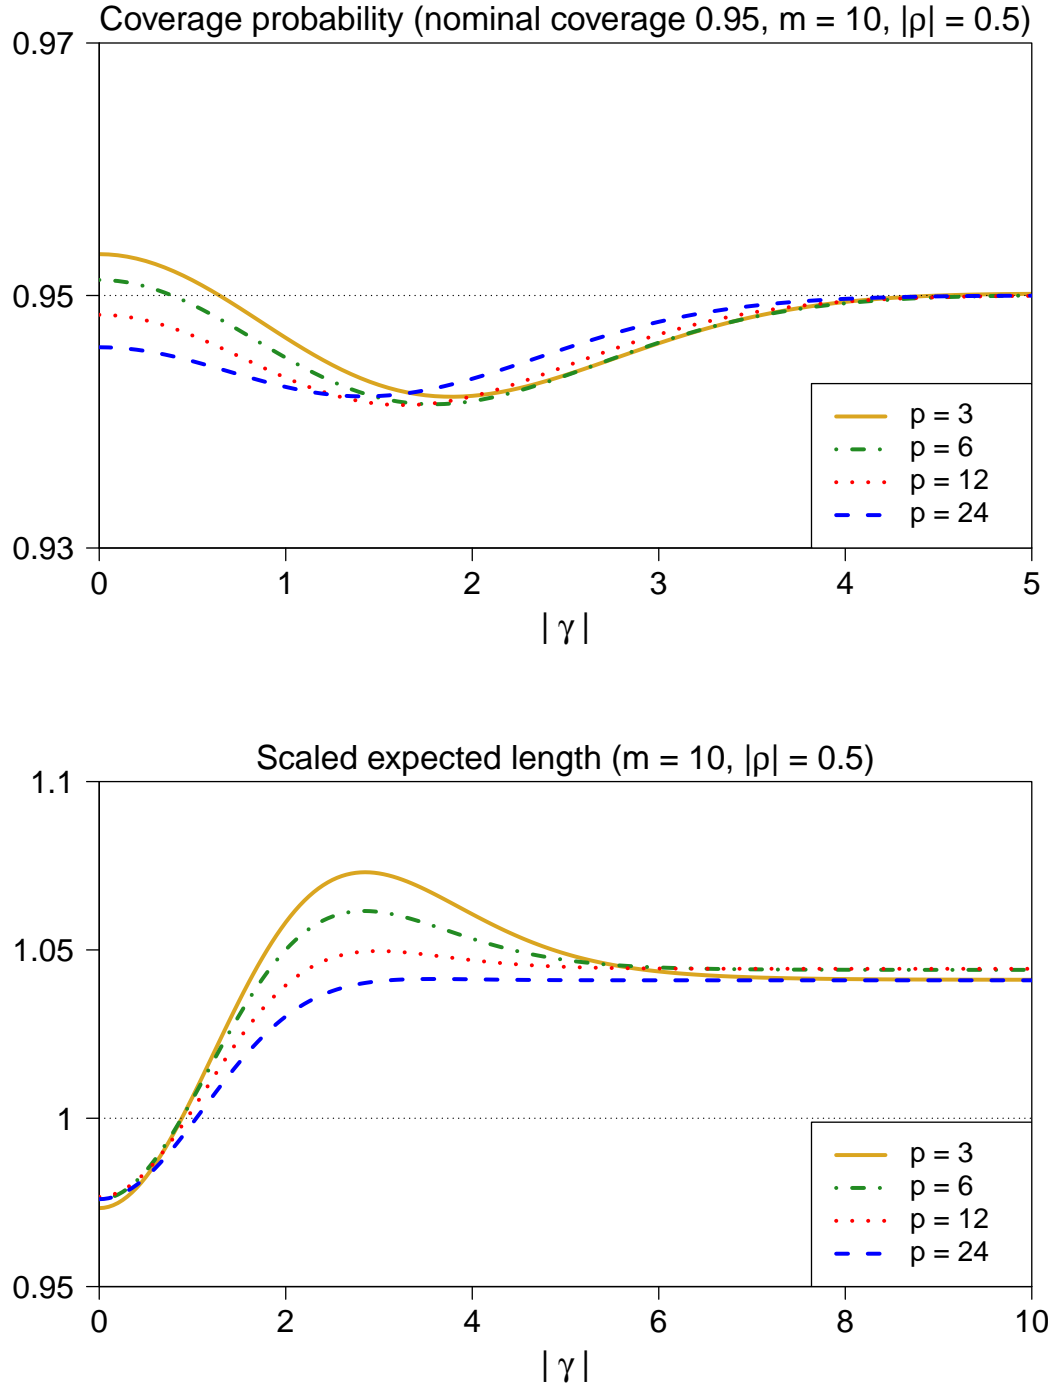 Coverage probability (nominal coverage 0.95, m = 10, |ρ| = 0.5)
0.97
0.95
0.93
p = 3
p = 6
p = 12
p = 24
0 1 2 3 4 5
| γ |
Scaled expected length (m = 10, |ρ| = 0.5)
1.1
1.05
1
0.95
p = 3
p = 6
p = 12
p = 24
0 2 4 6 8 10
| γ |